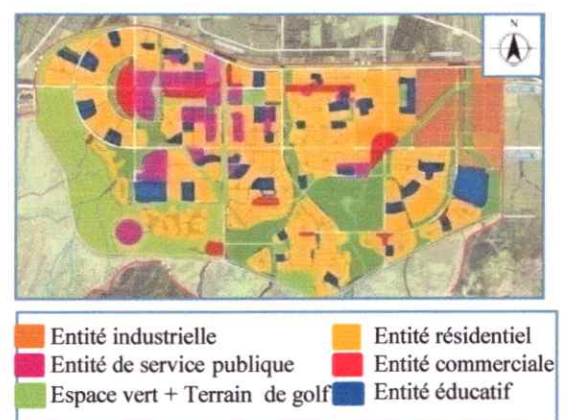 N
Entité industrielle
Entité résidentiel
Entité de service publique
Entité commerciale
Espace vert + Terrain de golf
Entité éducatif